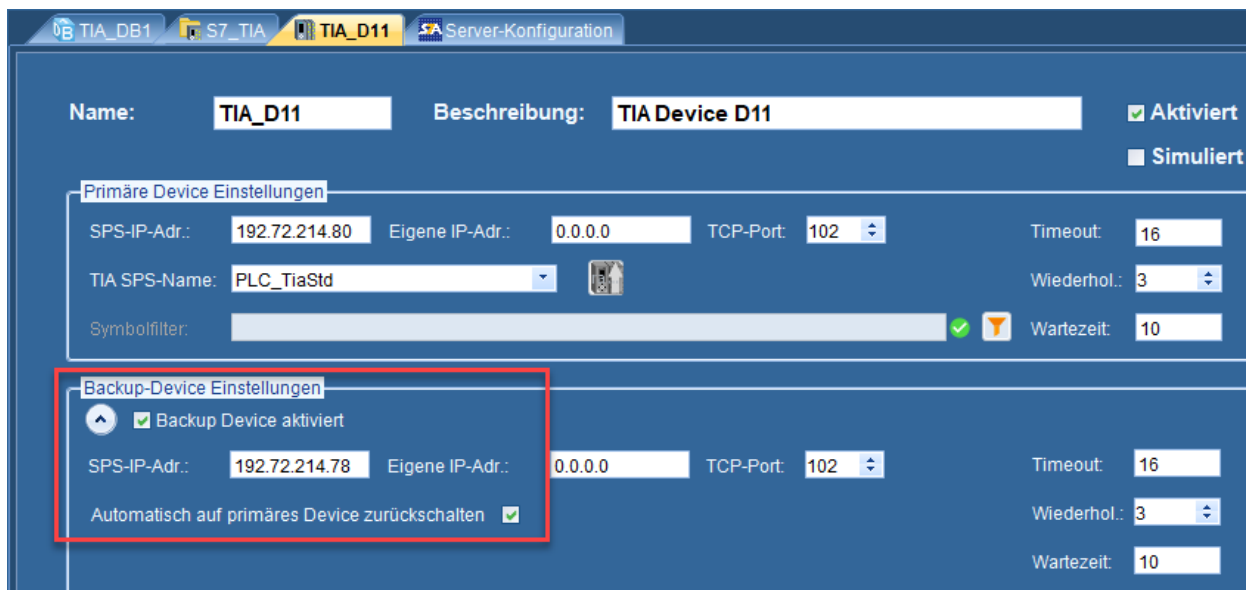 TIA_DB1 S7_TIA TIA_D11 Server-Konfiguration
Name: TIA_D11 Beschreibung: TIA Device D11 Aktiviert
Simuliert
Primäre Device Einstellungen
SPS-IP-Adr.: 192.72.214.80 Eigene IP-Adr.: 0.0.0.0 TCP-Port: 102 Timeout: 16
TIA SPS-Name: PLC_TiaStd Wiederhol.: 3
Symbolfilter: Wartezeit: 10
Backup-Device Einstellungen
Backup Device aktiviert
SPS-IP-Adr.: 192.72.214.78 Eigene IP-Adr.: 0.0.0.0 TCP-Port: 102 Timeout: 16
Automatisch auf primäres Device zurückschalten Wiederhol.: 3
Wartezeit: 10